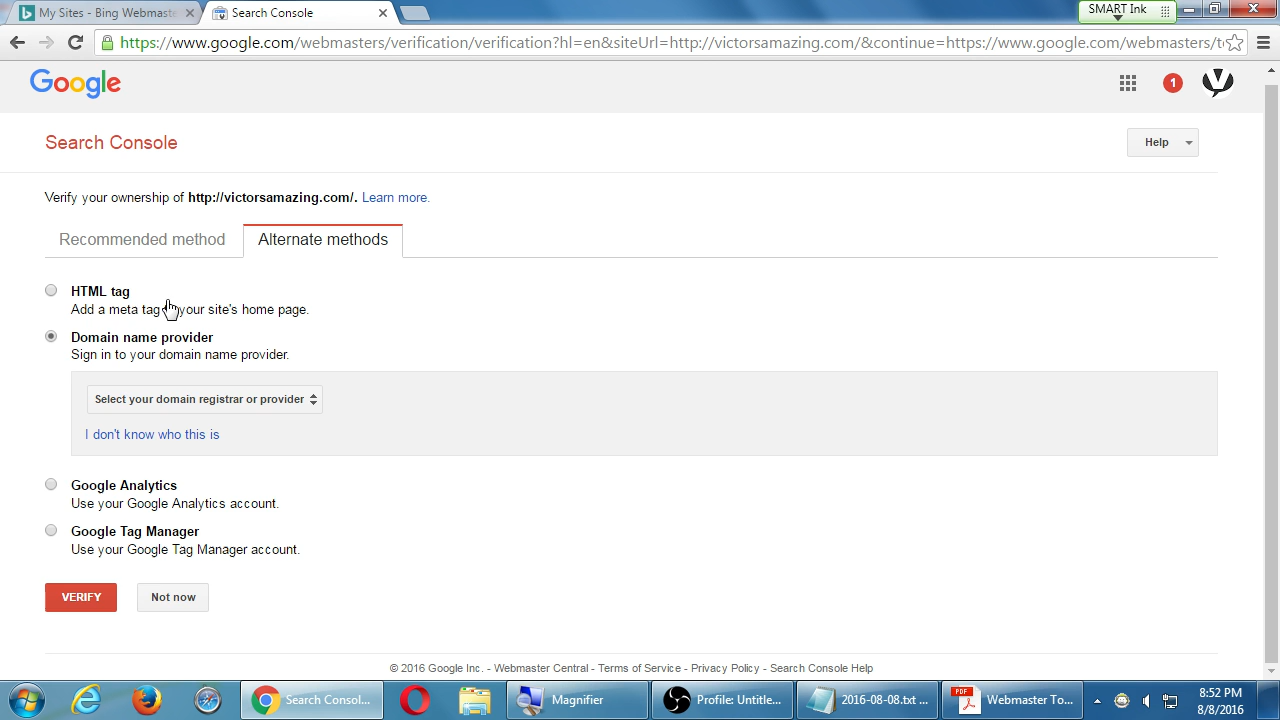 My Sites - Bing Webmaste
Search Console
SMART Ink
https://www.google.com/webmasters/verification/verification?hl=en&siteUrl=http://victorsamazing.com/&continue=https://www.google.com/webmasters/t
Google
1
Search Console
Help
Verify your ownership of http://victorsamazing.com/. Learn more.
Recommended method
Alternate methods
HTML tag
Add a meta tag your site's home page.
Domain name provider
Sign in to your domain name provider.
Select your domain registrar or provider
I don't know who this is
Google Analytics
Use your Google Analytics account.
Google Tag Manager
Use your Google Tag Manager account.
VERIFY
Not now
© 2016 Google Inc. - Webmaster Central - Terms of Service - Privacy Policy - Search Console Help
Search Consol...
Magnifier
Profile: Untitle...
2016-08-08.txt ...
PDF
Webmaster To...
8:52 PM
8/8/2016